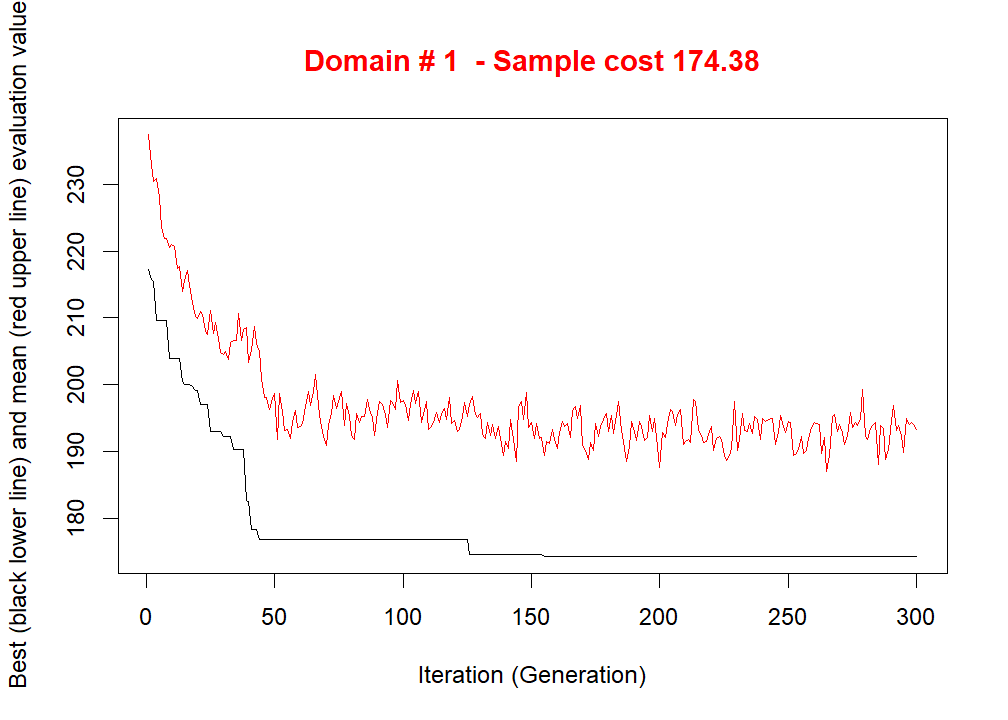 Domain # 1  - Sample cost 174.38
Best (black lower line) and mean (red upper line) evaluation value
230
220
210
200
190
180
0 50 100 150 200 250 300
Iteration (Generation)